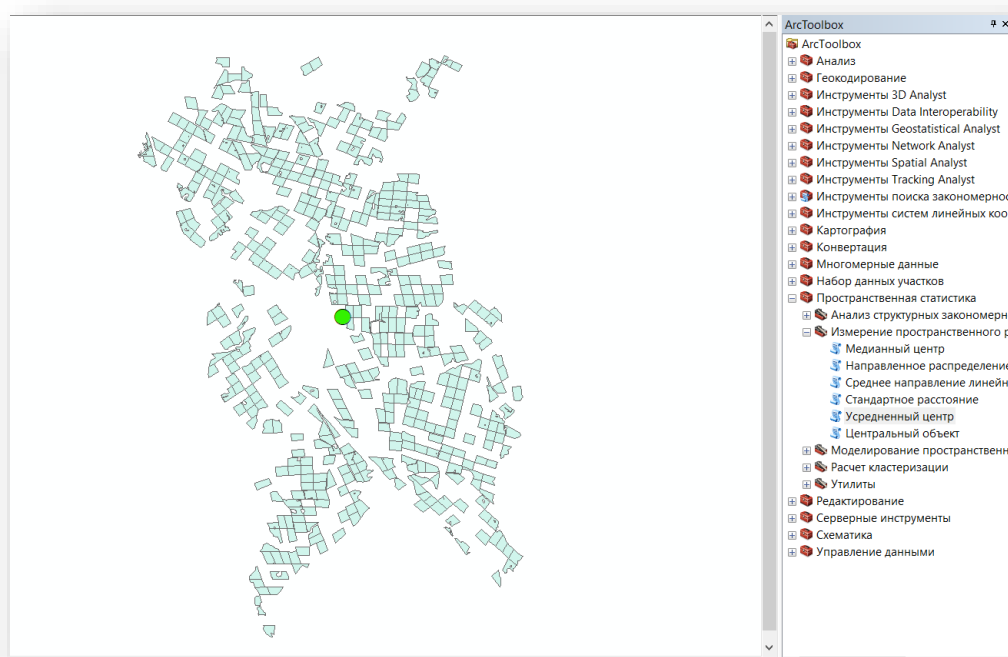 ArcToolbox
ArcToolbox
Анализ
Геокодирование
Инструменты 3D Analyst
Инструменты Data Interoperability
Инструменты Geostatistical Analyst
Инструменты Network Analyst
Инструменты Spatial Analyst
Инструменты Tracking Analyst
Инструменты поиска закономернос
Инструменты систем линейных коо
Картография
Конвертация
Многомерные данные
Набор данных участков
Пространственная статистика
Анализ структурных закономерн
Измерение пространственного р
Медианный центр
Направленное распределение
Среднее направление линейн
Стандартное расстояние
Усредненный центр
Центральный объект
Моделирование пространственн
Расчет кластеризации
Утилиты
Редактирование
Серверные инструменты
Схематика
Управление данными